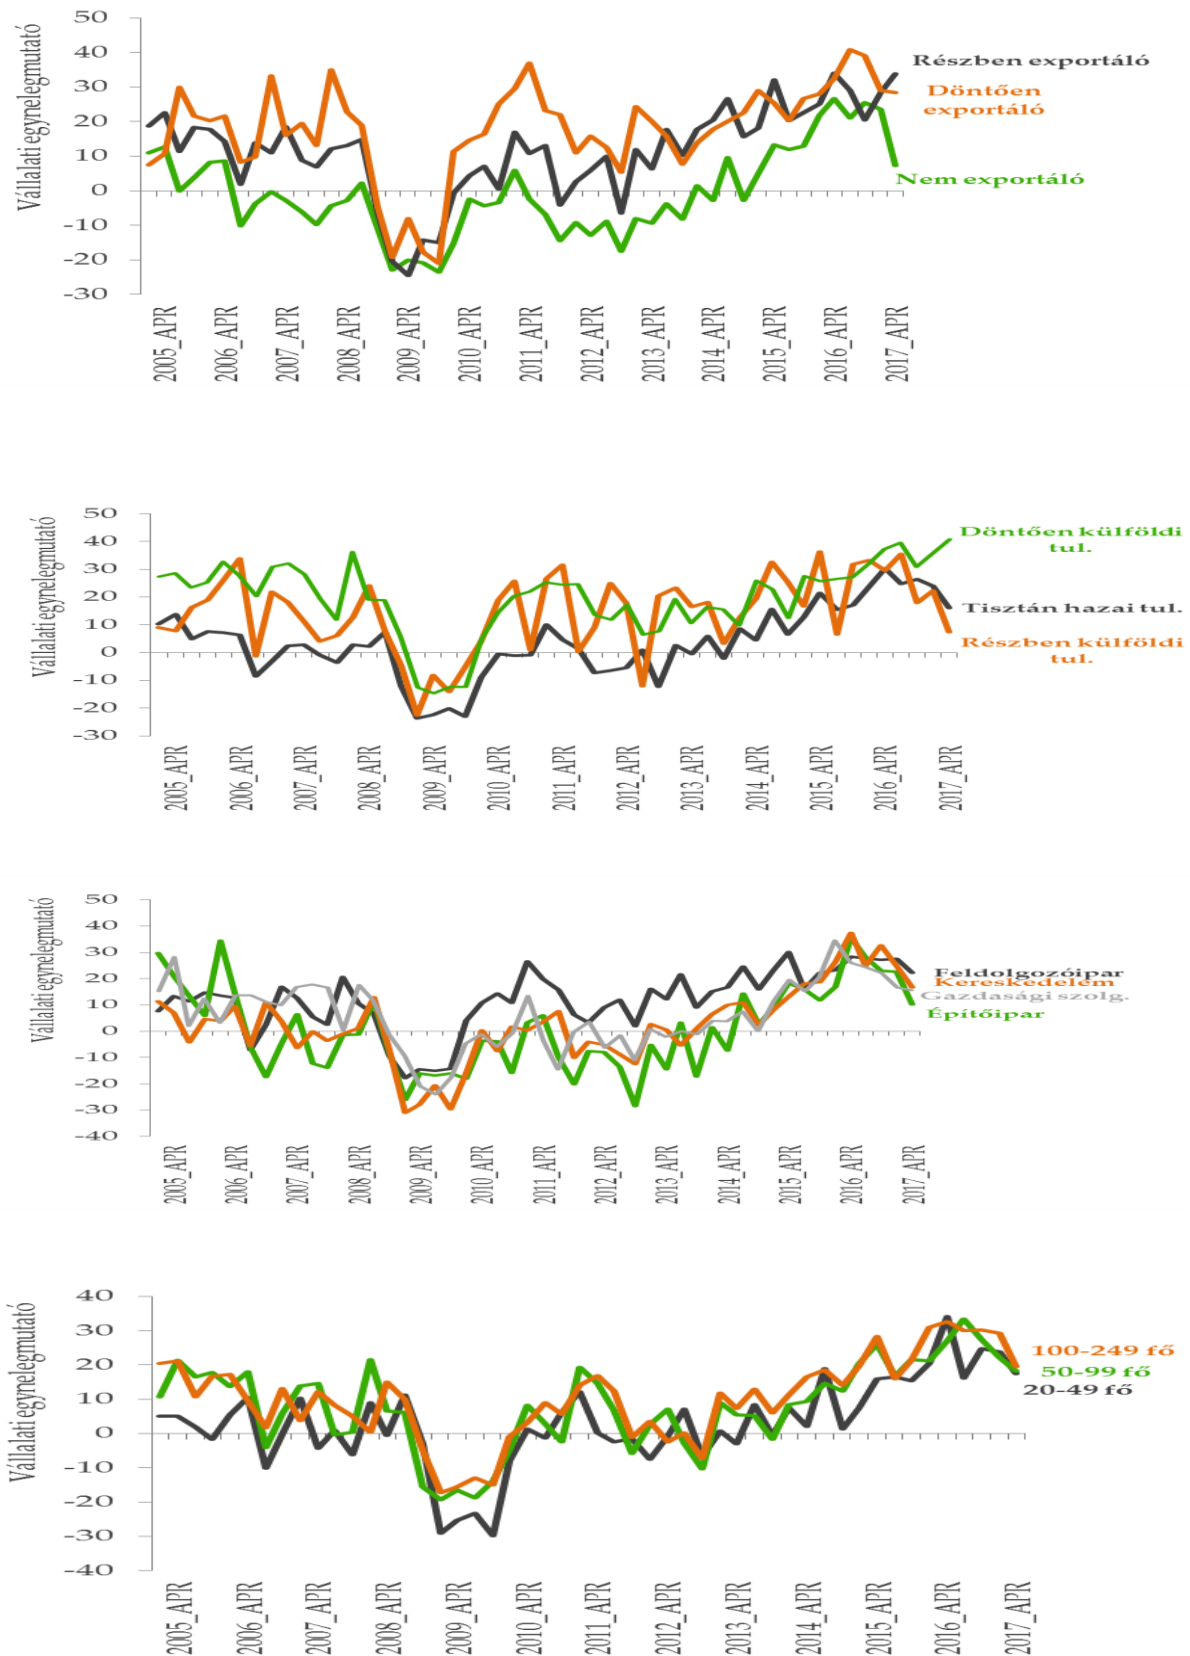 Vállalati egynelegmutató
50
40
30
20
10
0
-10
-20
-30
Részben exportáló
Döntően
exportáló
Nem exportáló
2005_APR
2006_APR
2007_APR
2008_APR
2009_APR
2010_APR
2011_APR
2012_APR
2013_APR
2014_APR
2015_APR
2016_APR
2017_APR
Vállalati egynelegmutató
50
40
30
20
10
0
-10
-20
-30
Döntően külföldi
tul.
Tisztán hazai tul.
Részben külföldi
tul.
2005_APR
2006_APR
2007_APR
2008_APR
2009_APR
2010_APR
2011_APR
2012_APR
2013_APR
2014_APR
2015_APR
2016_APR
2017_APR
Vállalati egynelegmutató
50
40
30
20
10
0
-10
-20
-30
-40
Feldolgozóipar
Kereskedelem
Gazdasági szolg.
Építőipar
2005_APR
2006_APR
2007_APR
2008_APR
2009_APR
2010_APR
2011_APR
2012_APR
2013_APR
2014_APR
2015_APR
2016_APR
2017_APR
Vállalati egynelegmutató
40
30
20
10
0
-10
-20
-30
-40
100-249 fő
50-99 fő
20-49 fő
2005_APR
2006_APR
2007_APR
2008_APR
2009_APR
2010_APR
2011_APR
2012_APR
2013_APR
2014_APR
2015_APR
2016_APR
2017_APR